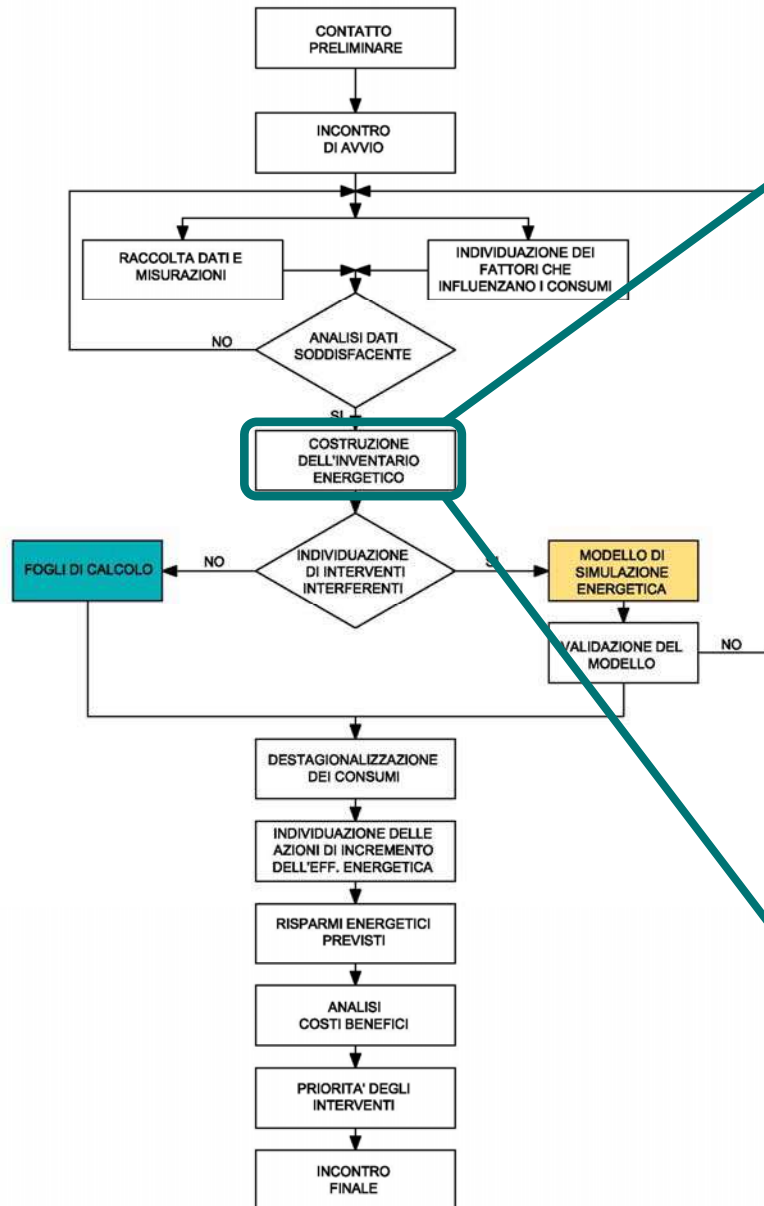 CONTATTO
PRELIMINARE
INCONTRO
DI AVVIO
RACCOLTA DATI E
MISURAZIONI
INDIVIDUAZIONE DEI
FATTORI CHE
INFLUENZANO I CONSUMI
NO
ANALISI DATI
SODDISFACENTE
SI
COSTRUZIONE
DELL'INVENTARIO
ENERGETICO
FOGLI DI CALCOLO
NO
INDIVIDUAZIONE
DI INTERVENTI
INTERFERENTI
SI
MODELLO DI
SIMULAZIONE
ENERGETICA
VALIDAZIONE DEL
MODELLO
NO
DESTAGIONALIZZAZIONE
DEI CONSUMI
INDIVIDUAZIONE DELLE
AZIONI DI INCREMENTO
DELL'EFF. ENERGETICA
RISPARMI ENERGETICI
PREVISTI
ANALISI
COSTI BENEFICI
PRIORITA' DEGLI
INTERVENTI
INCONTRO
FINALE